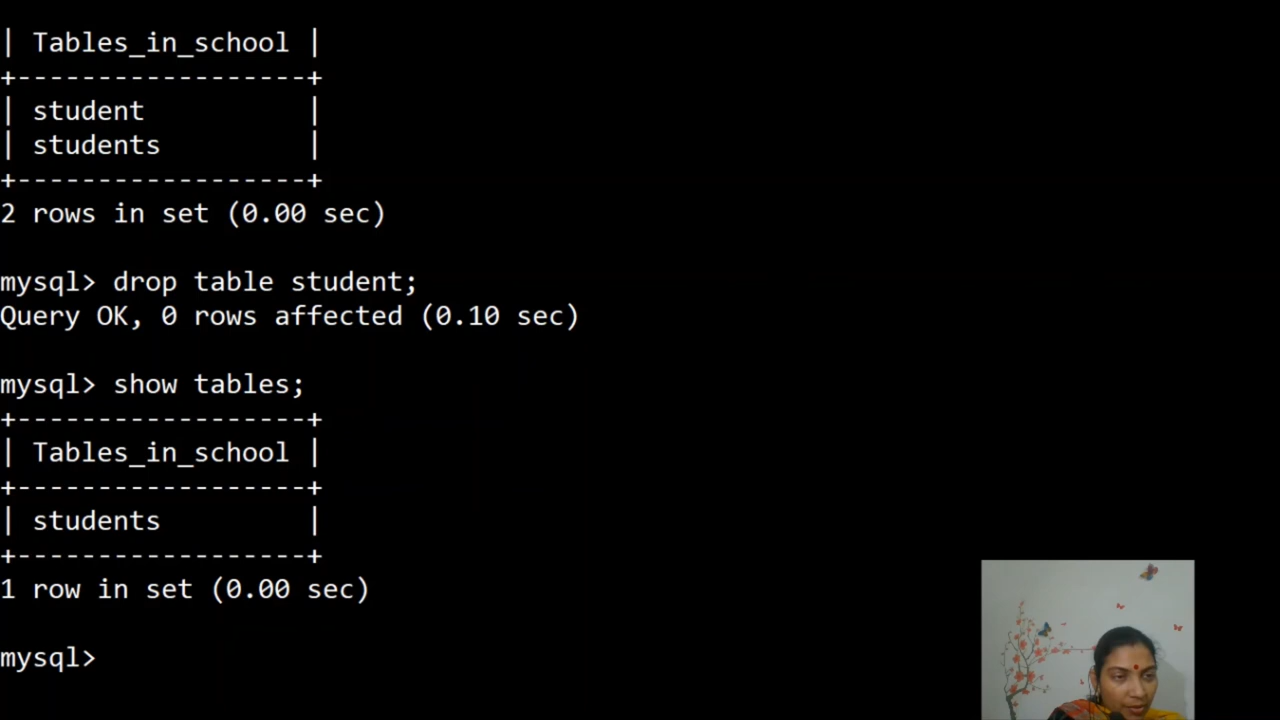 | Tables_in_school |
+------------------+
| student          |
| students         |
+------------------+
2 rows in set (0.00 sec)
mysql> drop table student;
Query OK, 0 rows affected (0.10 sec)
mysql> show tables;
+------------------+
| Tables_in_school |
+------------------+
| students         |
+------------------+
1 row in set (0.00 sec)
mysql>